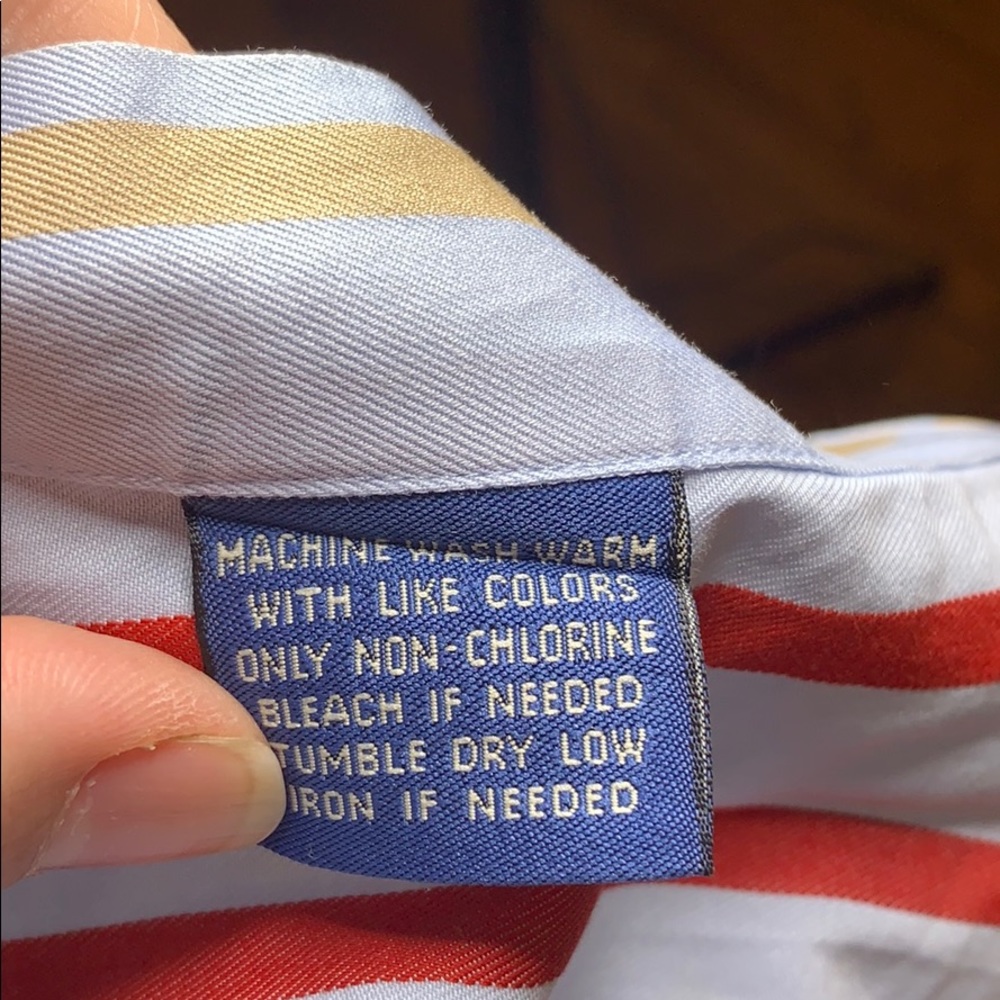 MACHINE WASH WARM
WITH LIKE COLORS
ONLY NON-CHLORINE
BLEACH IF NEEDED
TUMBLE DRY LOW
IRON IF NEEDED